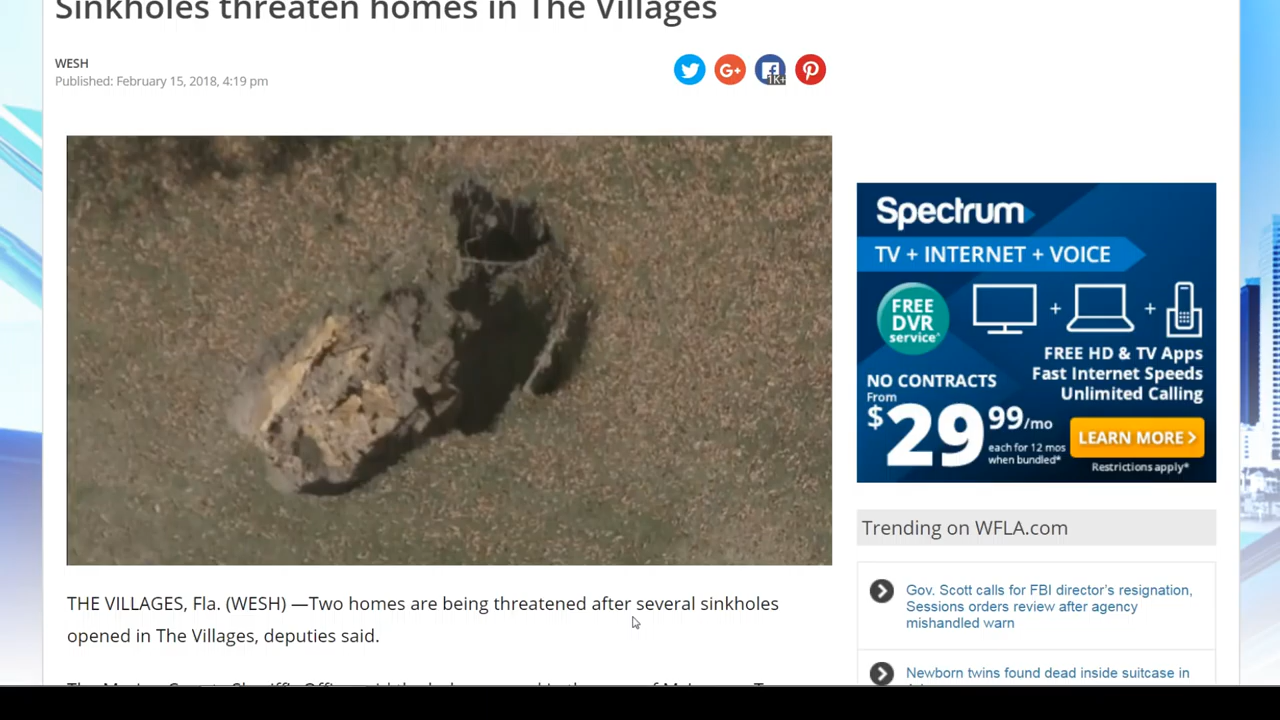 Sinkholes threaten homes in The Villages
WESH
Published: February 15, 2018, 4:19 pm
G+
1K+
Spectrum
TV + INTERNET + VOICE
FREE
DVR
service^
+
+
FREE HD & TV Apps
Fast Internet Speeds
Unlimited Calling
NO CONTRACTS
From
$29 99/mo
each for 12 mos
when bundled*
LEARN MORE >
Restrictions apply*
Trending on WFLA.com
Gov. Scott calls for FBI director's resignation,
Sessions orders review after agency
mishandled warn
Newborn twins found dead inside suitcase in
THE VILLAGES, Fla. (WESH) —Two homes are being threatened after several sinkholes
opened in The Villages, deputies said.